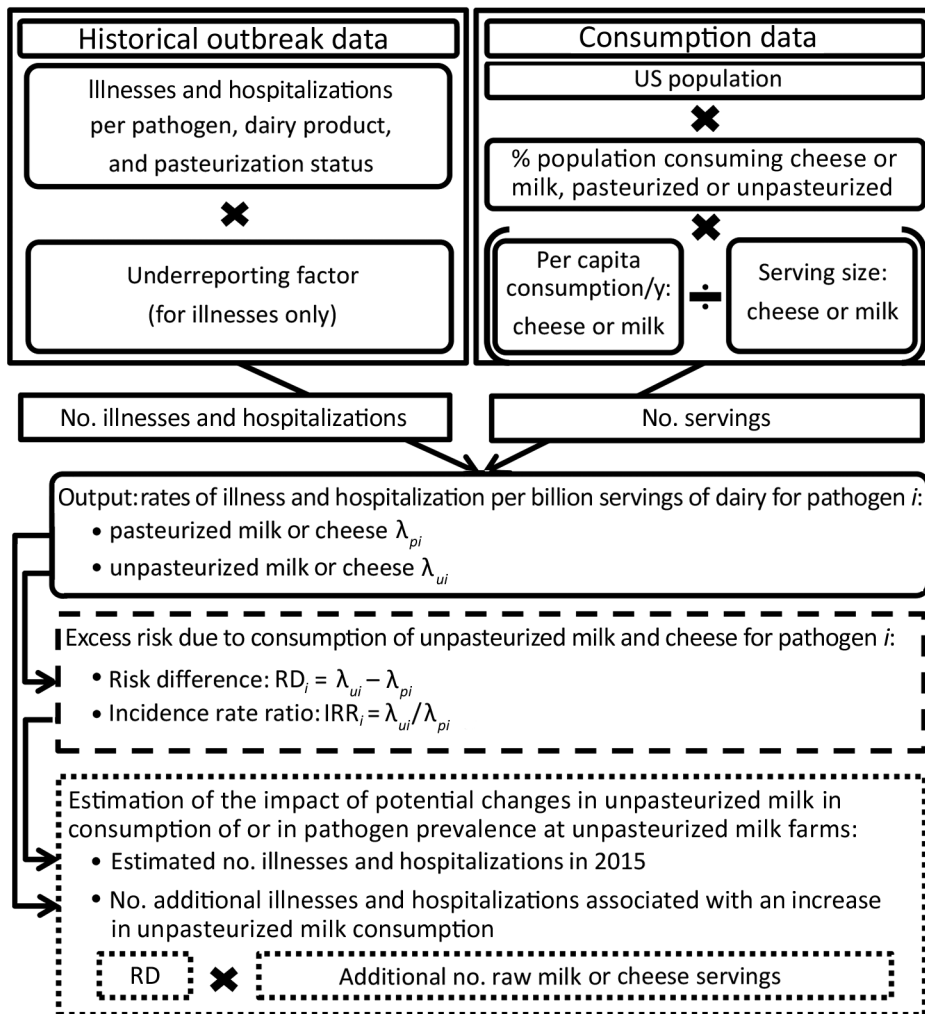 Historical outbreak data
Illnesses and hospitalizations
per pathogen, dairy product,
and pasteurization status
×
Underreporting factor
(for illnesses only)
Consumption data
US population
×
% population consuming cheese or
milk, pasteurized or unpasteurized
×
Per capita
consumption/y:
cheese or milk
÷
Serving size:
cheese or milk
No. illnesses and hospitalizations
No. servings
Output: rates of illness and hospitalization per billion servings of dairy for pathogen i:
• pasteurized milk or cheese λpi
• unpasteurized milk or cheese λui
Excess risk due to consumption of unpasteurized milk and cheese for pathogen i:
• Risk difference: RDi = λui – λpi
• Incidence rate ratio: IRRi = λui/λpi
Estimation of the impact of potential changes in unpasteurized milk in
consumption of or in pathogen prevalence at unpasteurized milk farms:
• Estimated no. illnesses and hospitalizations in 2015
• No. additional illnesses and hospitalizations associated with an increase
in unpasteurized milk consumption
RD × Additional no. raw milk or cheese servings